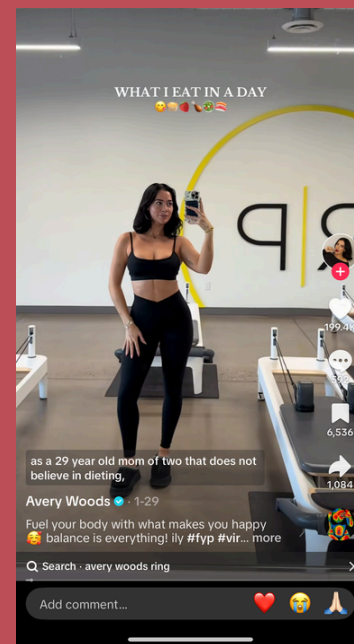 WHAT I EAT IN A DAY
199.4K
6,536
1,084
as a 29 year old mom of two that does not
believe in dieting,
Avery Woods · 1-29
Fuel your body with what makes you happy
🥰 balance is everything! ily #fyp #vir... more
Search · avery woods ring
Add comment...